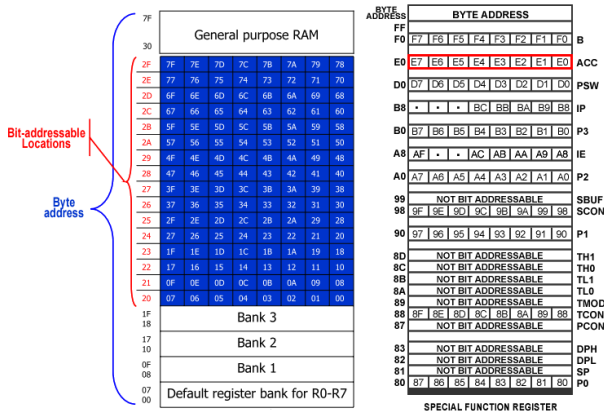 7F
General purpose RAM
30
2F 7F 7E 7D 7C 7B 7A 79 78
2E 77 76 75 74 73 72 71 70
2D 6F 6E 6D 6C 6B 6A 69 68
2C 67 66 65 64 63 62 61 60
2B 5F 5E 5D 5C 5B 5A 59 58
2A 57 56 55 54 53 52 51 50
29 4F 4E 4D 4C 4B 4A 49 48
28 47 46 45 44 43 42 41 40
27 3F 3E 3D 3C 3B 3A 39 38
26 37 36 35 34 33 32 31 30
25 2F 2E 2D 2C 2B 2A 29 28
24 27 26 25 24 23 22 21 20
23 1F 1E 1D 1C 1B 1A 19 18
22 17 16 15 14 13 12 11 10
21 0F 0E 0D 0C 0B 0A 09 08
20 07 06 05 04 03 02 01 00
1F
18
Bank 3
17
10
Bank 2
0F
08
Bank 1
07
00
Default register bank for R0-R7
Bit-addressable
Locations
Byte
address
BYTE
ADDRESS
BYTE ADDRESS
FF
F0 F7 F6 F5 F4 F3 F2 F1 F0 B
E0 E7 E6 E5 E4 E3 E2 E1 E0 ACC
D0 D7 D6 D5 D4 D3 D2 D1 D0 PSW
B8 · · · BC BB BA B9 B8 IP
B0 B7 B6 B5 B4 B3 B2 B1 B0 P3
A8 AF · · AC AB AA A9 A8 IE
A0 A7 A6 A5 A4 A3 A2 A1 A0 P2
99 NOT BIT ADDRESSABLE SBUF
98 9F 9E 9D 9C 9B 9A 99 98 SCON
90 97 96 95 94 93 92 91 90 P1
8D NOT BIT ADDRESSABLE TH1
8C NOT BIT ADDRESSABLE TH0
8B NOT BIT ADDRESSABLE TL1
8A NOT BIT ADDRESSABLE TL0
89 NOT BIT ADDRESSABLE TMOD
88 8F 8E 8D 8C 8B 8A 89 88 TCON
87 NOT BIT ADDRESSABLE PCON
83 NOT BIT ADDRESSABLE DPH
82 NOT BIT ADDRESSABLE DPL
81 NOT BIT ADDRESSABLE SP
80 87 86 85 84 83 82 81 80 P0
SPECIAL FUNCTION REGISTER